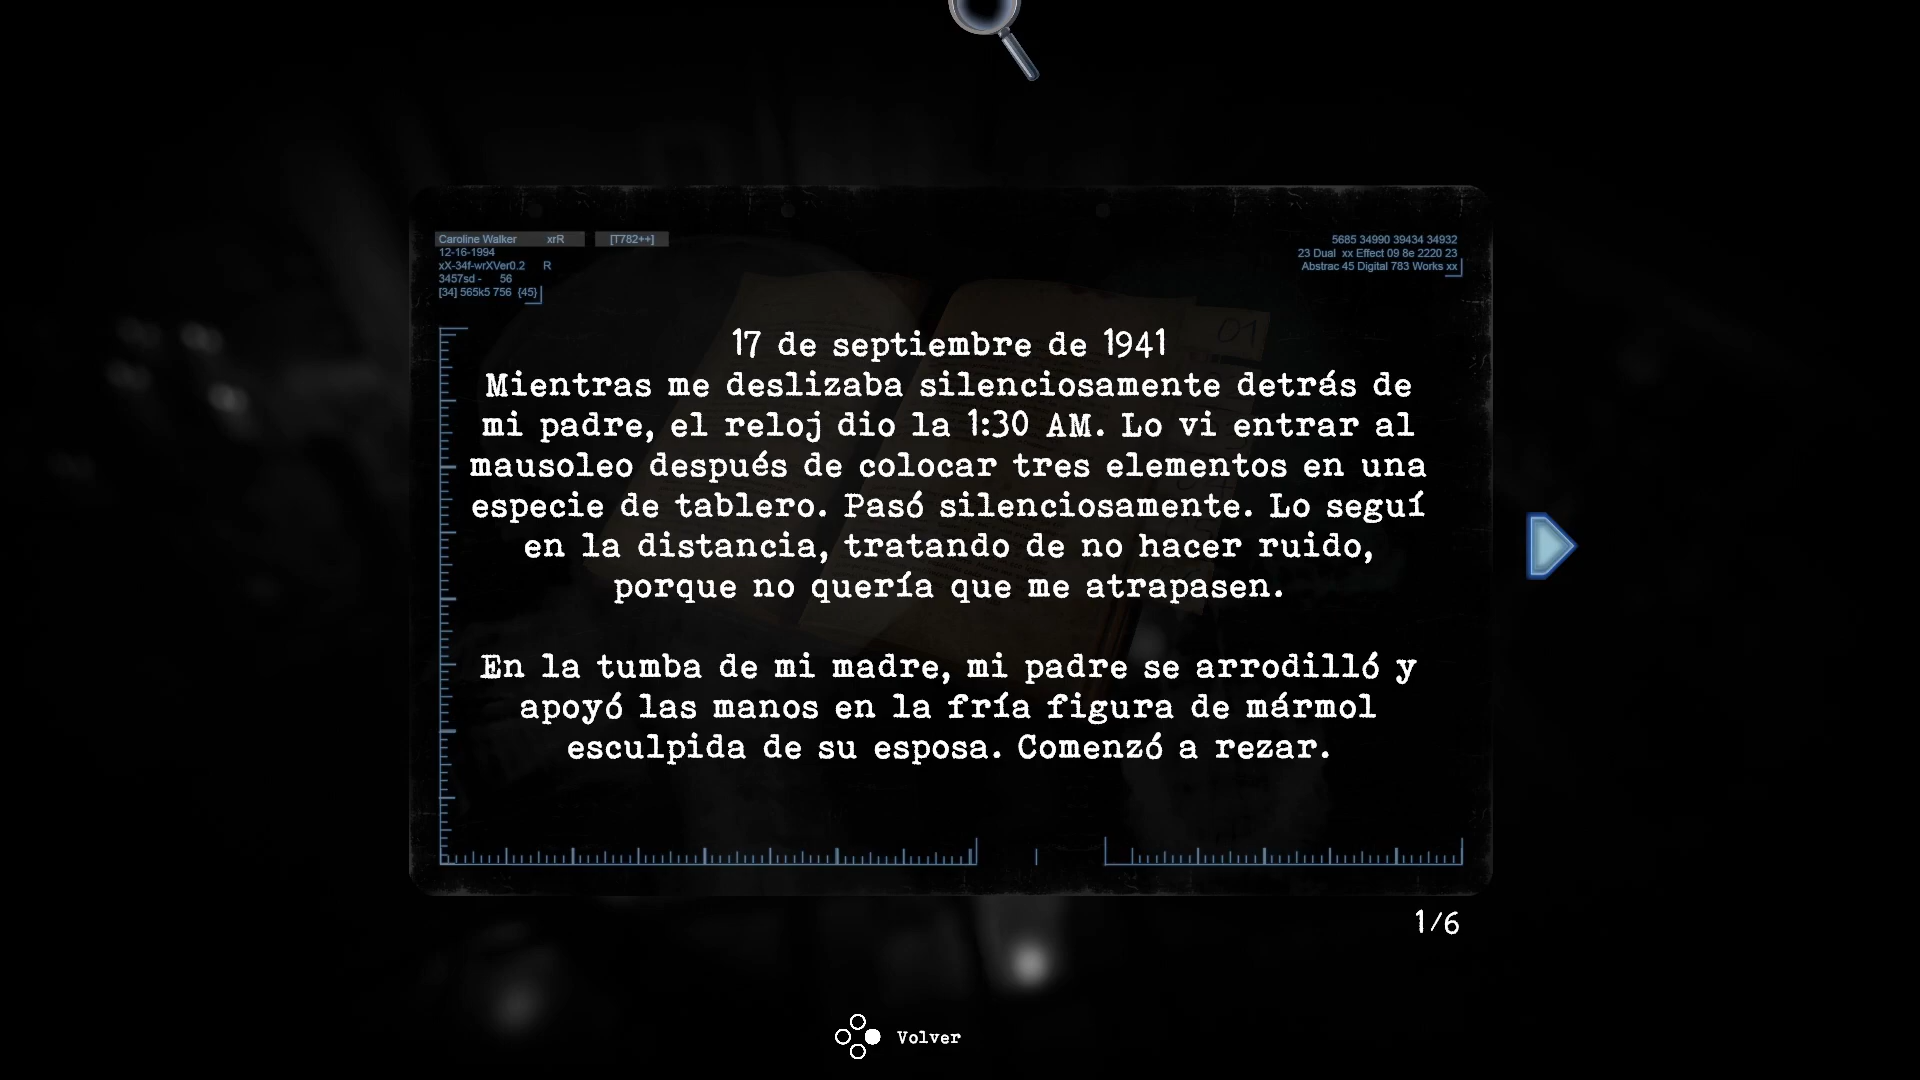 Caroline Walker xrR [T782++]
12-16-1994
xX-34f-wrXVer0.2 R
3457sd - 56
[34] 565k5 756 {45}
5685 34990 39434 34932
23 Dual xx Effect 09 8e 2220 23
Abstrac 45 Digital 783 Works xx
01
17 de septiembre de 1941
Mientras me deslizaba silenciosamente detrás de
mi padre, el reloj dio la 1:30 AM. Lo vi entrar al
mausoleo después de colocar tres elementos en una
especie de tablero. Pasó silenciosamente. Lo seguí
en la distancia, tratando de no hacer ruido,
porque no quería que me atrapasen.
En la tumba de mi madre, mi padre se arrodilló y
apoyó las manos en la fría figura de mármol
esculpida de su esposa. Comenzó a rezar.
1/6
Volver